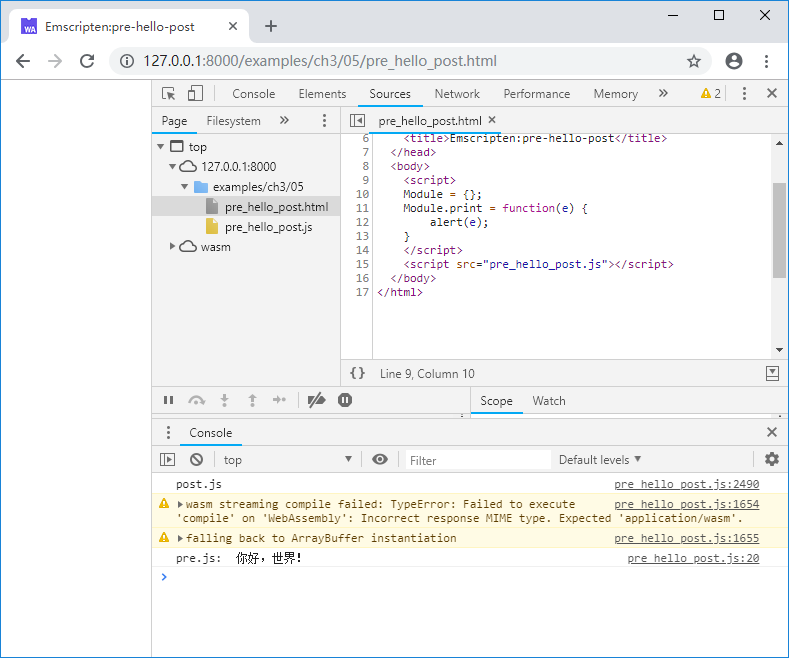 Emscripten:pre-hello-post
127.0.0.1:8000/examples/ch3/05/pre_hello_post.html
Console Elements Sources Network Performance Memory » 2
Page Filesystem »
pre_hello_post.html
top
127.0.0.1:8000
examples/ch3/05
pre_hello_post.html
pre_hello_post.js
wasm
6 <title>Emscripten:pre-hello-post</title>
7 </head>
8 <body>
9 <script>
10 Module = {};
11 Module.print = function(e) {
12 alert(e);
13 }
14 </script>
15 <script src="pre_hello_post.js"></script>
16 </body>
17 </html>
{} Line 9, Column 10
Scope Watch
Console
top Filter Default levels
post.js pre_hello_post.js:2490
wasm streaming compile failed: TypeError: Failed to execute pre_hello_post.js:1654
'compile' on 'WebAssembly': Incorrect response MIME type. Expected 'application/wasm'.
falling back to ArrayBuffer instantiation pre_hello_post.js:1655
pre.js: 你好，世界! pre_hello_post.js:20